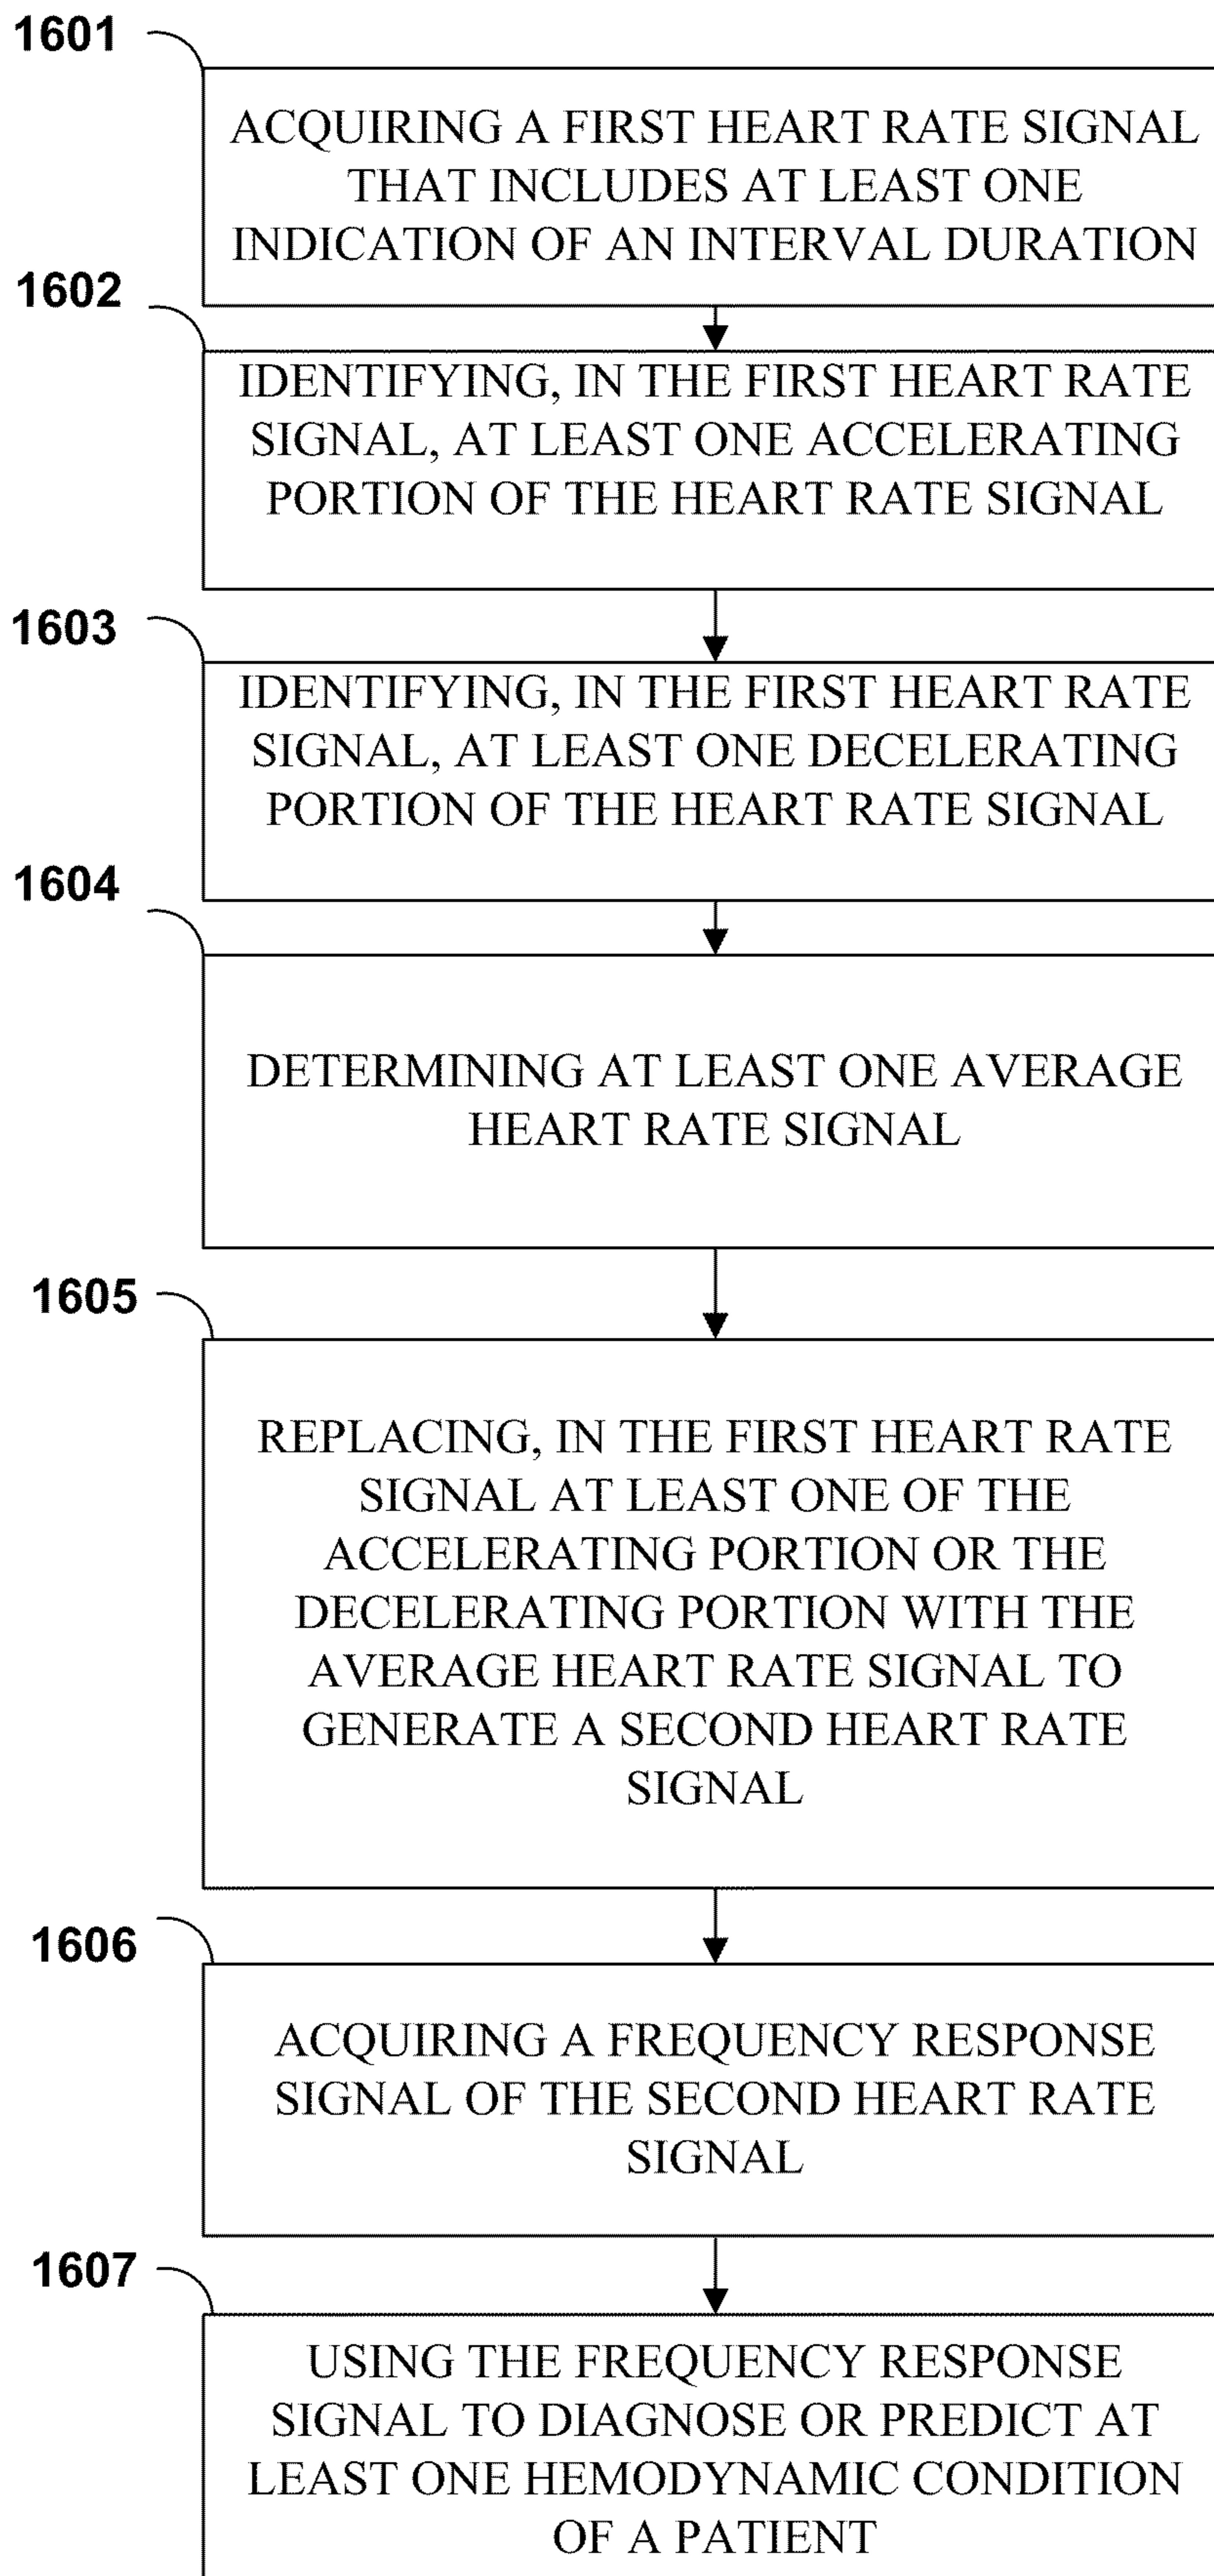 1601
ACQUIRING A FIRST HEART RATE SIGNAL
THAT INCLUDES AT LEAST ONE
INDICATION OF AN INTERVAL DURATION
1602
IDENTIFYING, IN THE FIRST HEART RATE
SIGNAL, AT LEAST ONE ACCELERATING
PORTION OF THE HEART RATE SIGNAL
1603
IDENTIFYING, IN THE FIRST HEART RATE
SIGNAL, AT LEAST ONE DECELERATING
PORTION OF THE HEART RATE SIGNAL
1604
DETERMINING AT LEAST ONE AVERAGE
HEART RATE SIGNAL
1605
REPLACING, IN THE FIRST HEART RATE
SIGNAL AT LEAST ONE OF THE
ACCELERATING PORTION OR THE
DECELERATING PORTION WITH THE
AVERAGE HEART RATE SIGNAL TO
GENERATE A SECOND HEART RATE
SIGNAL
1606
ACQUIRING A FREQUENCY RESPONSE
SIGNAL OF THE SECOND HEART RATE
SIGNAL
1607
USING THE FREQUENCY RESPONSE
SIGNAL TO DIAGNOSE OR PREDICT AT
LEAST ONE HEMODYNAMIC CONDITION
OF A PATIENT